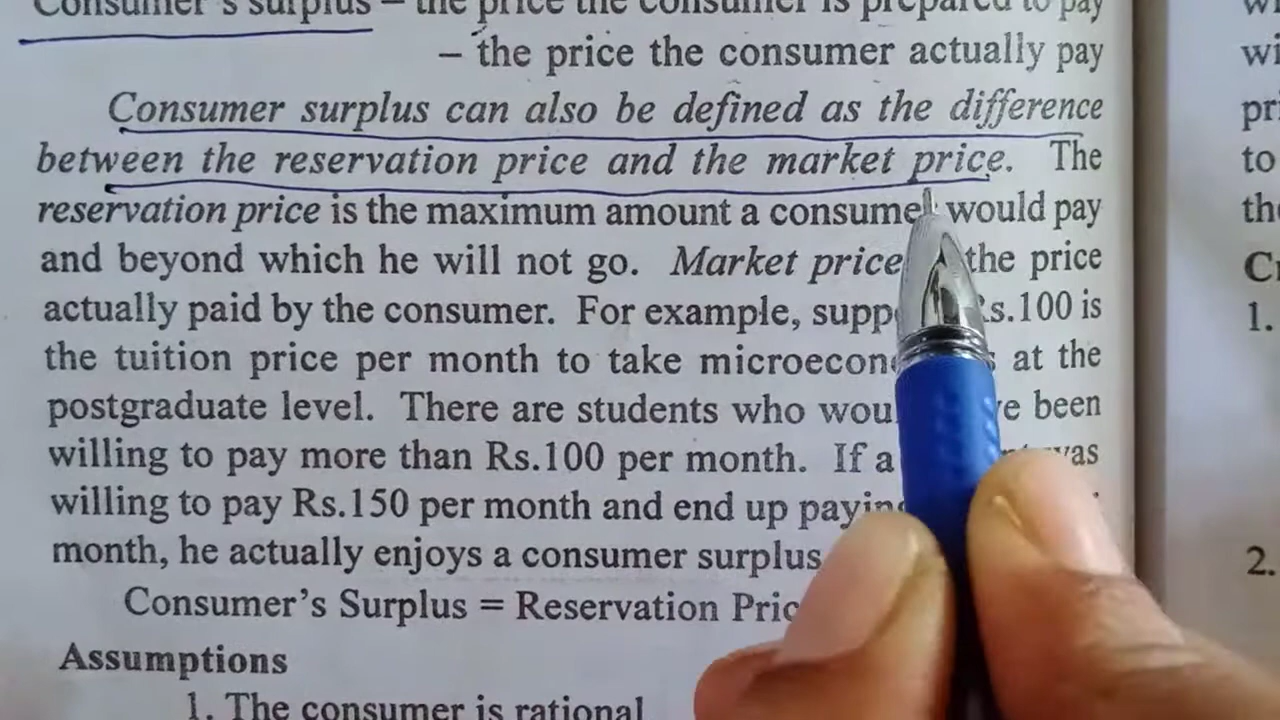 Consumer's surplus – the price the consumer is prepared to pay
– the price the consumer actually pay
Consumer surplus can also be defined as the difference
between the reservation price and the market price. The
reservation price is the maximum amount a consumer would pay
and beyond which he will not go. Market price the price
actually paid by the consumer. For example, Rs.100 is
the tuition price per month to take at the
postgraduate level. There are students who been
willing to pay more than Rs.100 per month. If a was
willing to pay Rs.150 per month and end up paying
month, he actually enjoys a consumer surplus
Consumer's Surplus = Reservation
Assumptions
1. The consumer is rational
wi
to
1.
2.